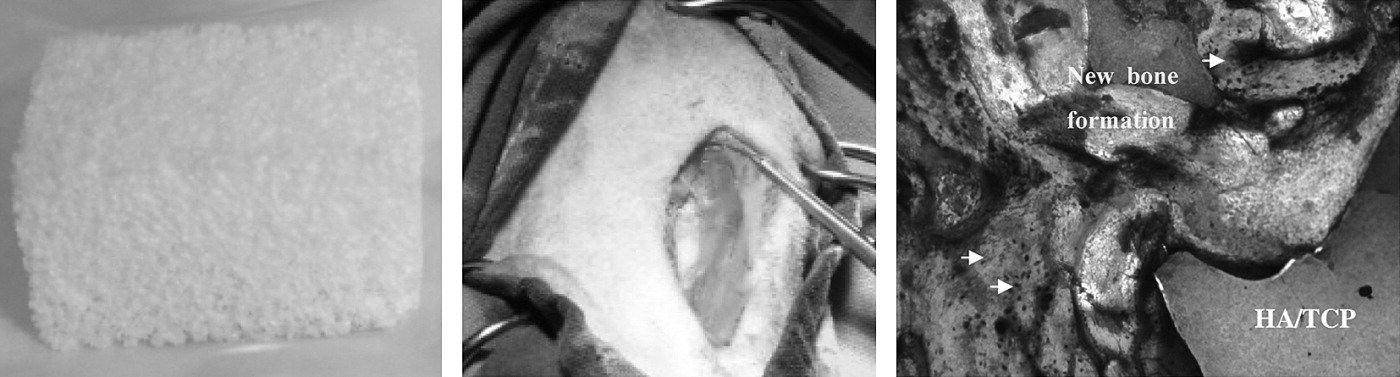 New bone
formation
HA/TCP